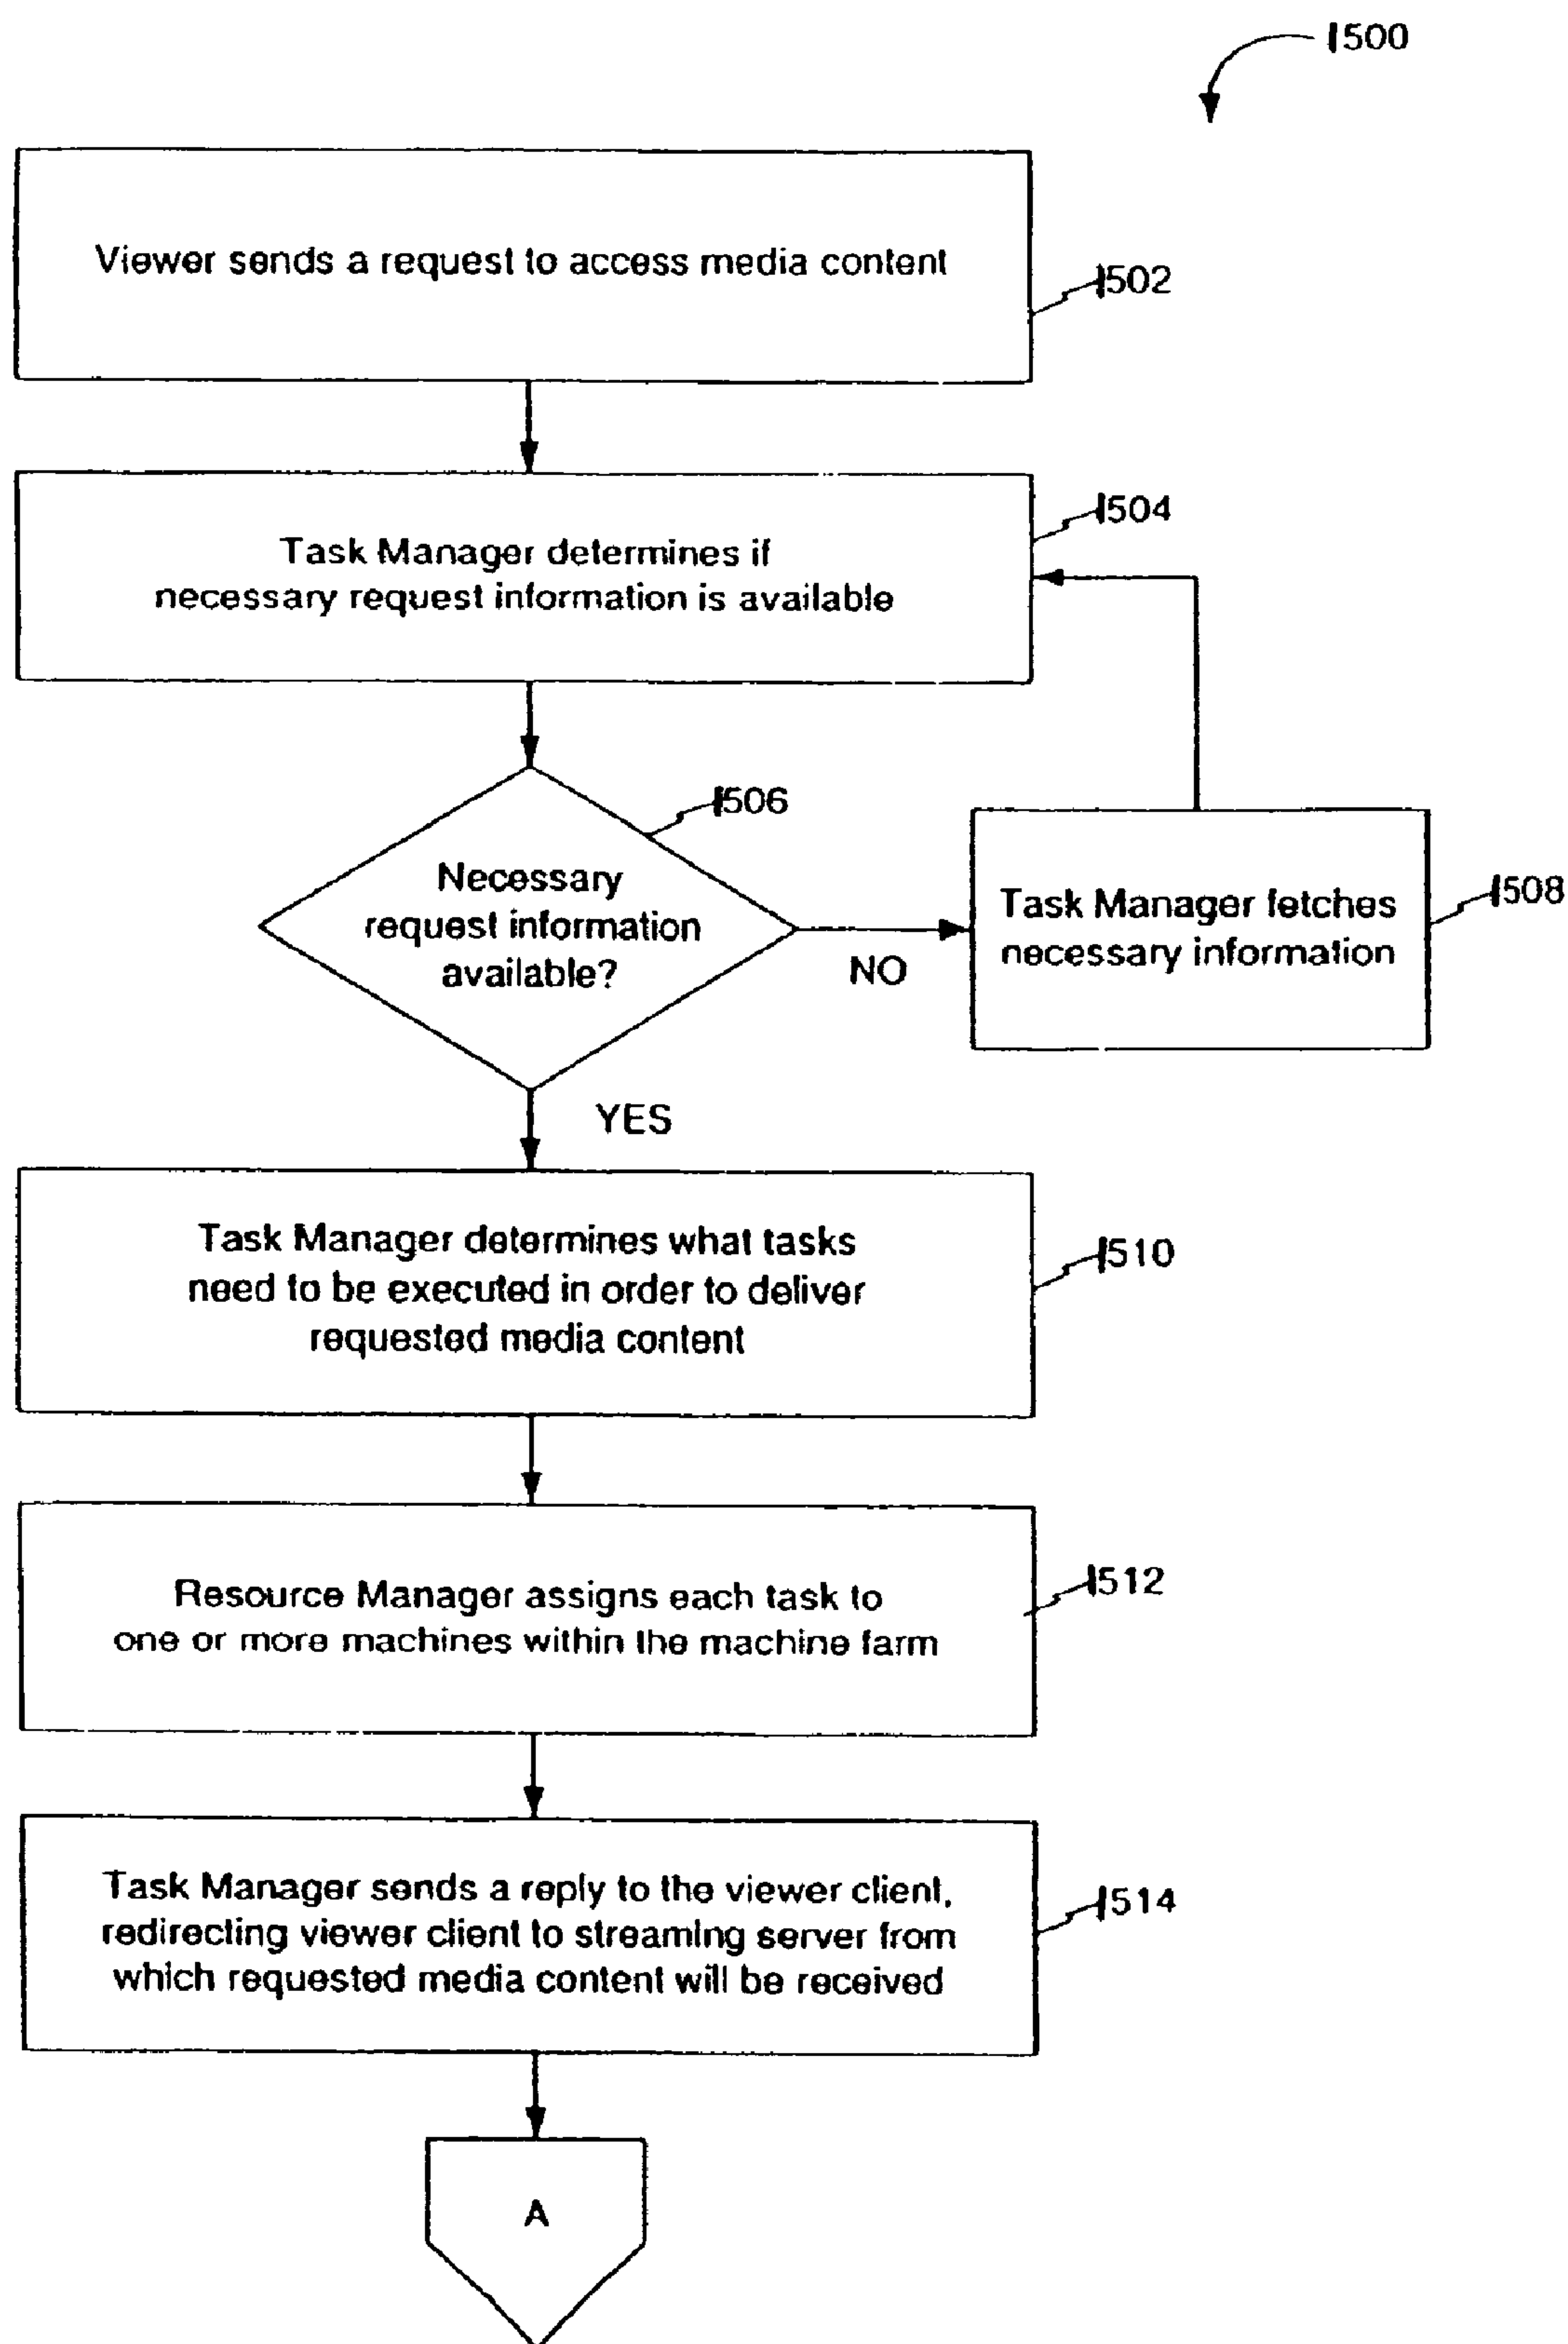 1500
Viewer sends a request to access media content
1502
Task Manager determines if
necessary request information is available
1504
Necessary
request information
available?
1506
NO
Task Manager fetches
necessary information
1508
YES
Task Manager determines what tasks
need to be executed in order to deliver
requested media content
1510
Resource Manager assigns each task to
one or more machines within the machine farm
1512
Task Manager sends a reply to the viewer client,
redirecting viewer client to streaming server from
which requested media content will be received
1514
A